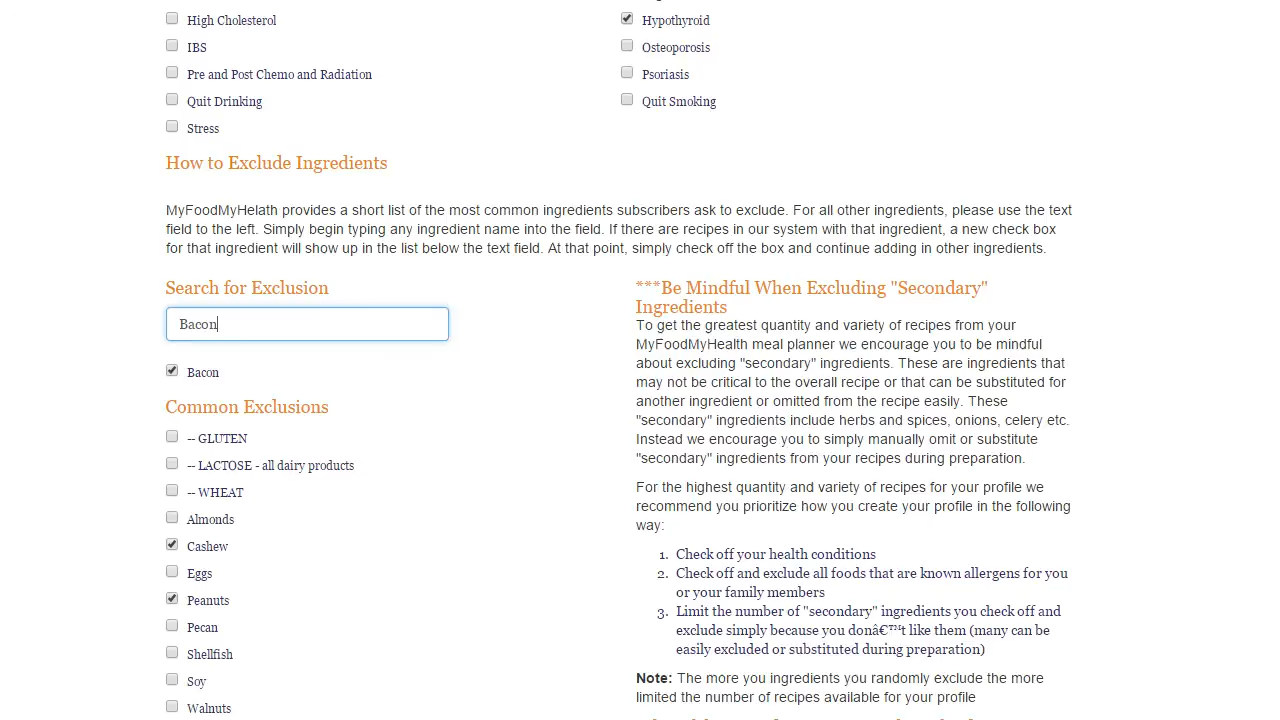 High Cholesterol
Hypothyroid
IBS
Osteoporosis
Pre and Post Chemo and Radiation
Psoriasis
Quit Drinking
Quit Smoking
Stress
How to Exclude Ingredients
MyFoodMyHelath provides a short list of the most common ingredients subscribers ask to exclude. For all other ingredients, please use the text
field to the left. Simply begin typing any ingredient name into the field. If there are recipes in our system with that ingredient, a new check box
for that ingredient will show up in the list below the text field. At that point, simply check off the box and continue adding in other ingredients.
Search for Exclusion
Bacon
Bacon
Common Exclusions
-- GLUTEN
-- LACTOSE - all dairy products
-- WHEAT
Almonds
Cashew
Eggs
Peanuts
Pecan
Shellfish
Soy
Walnuts
***Be Mindful When Excluding "Secondary"
Ingredients
To get the greatest quantity and variety of recipes from your
MyFoodMyHealth meal planner we encourage you to be mindful
about excluding "secondary" ingredients. These are ingredients that
may not be critical to the overall recipe or that can be substituted for
another ingredient or omitted from the recipe easily. These
"secondary" ingredients include herbs and spices, onions, celery etc.
Instead we encourage you to simply manually omit or substitute
"secondary" ingredients from your recipes during preparation.
For the highest quantity and variety of recipes for your profile we
recommend you prioritize how you create your profile in the following
way:
1. Check off your health conditions
2. Check off and exclude all foods that are known allergens for you
or your family members
3. Limit the number of "secondary" ingredients you check off and
exclude simply because you donâ€™t like them (many can be
easily excluded or substituted during preparation)
Note: The more you ingredients you randomly exclude the more
limited the number of recipes available for your profile